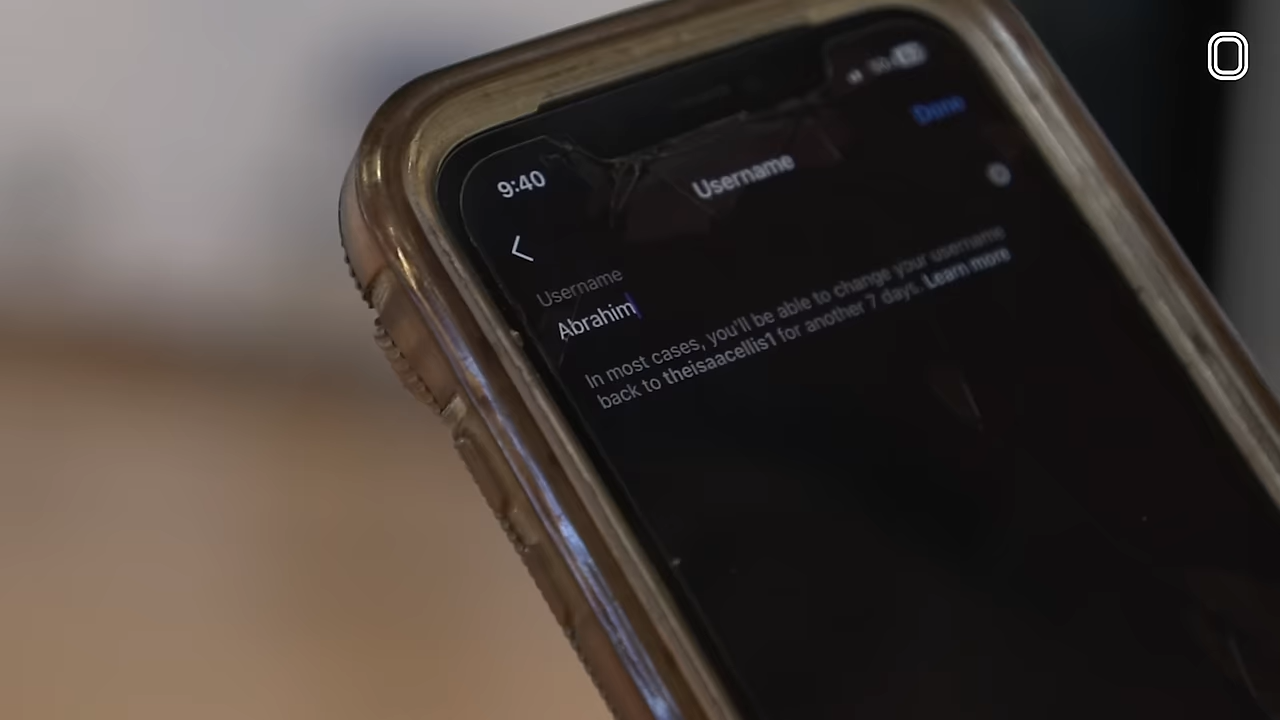 9:40
Done
Username
Username
Abrahim
In most cases, you'll be able to change your username
back to theisaacellis1 for another 7 days. Learn more